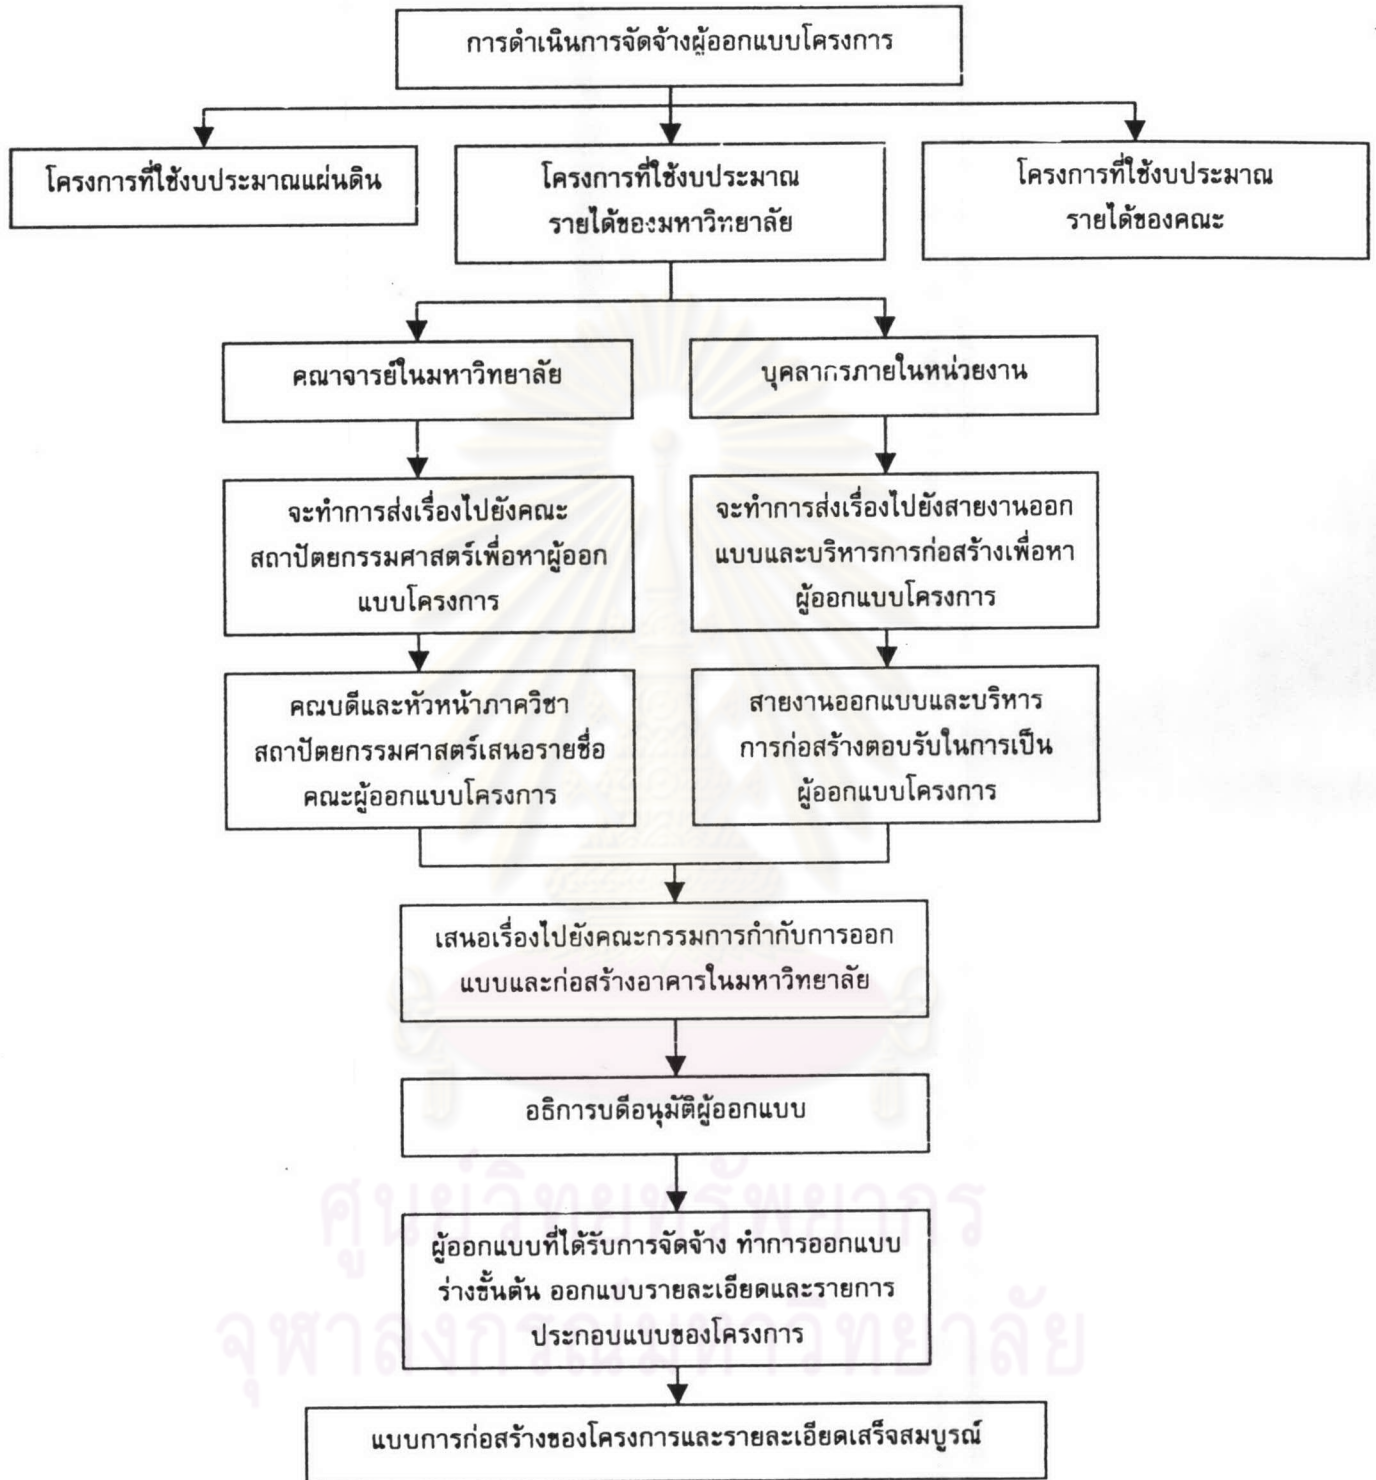 การดำเนินการจัดจ้างผู้ออกแบบโครงการ
โครงการที่ใช้งบประมาณแผ่นดิน
โครงการที่ใช้งบประมาณ
รายได้ของมหาวิทยาลัย
โครงการที่ใช้งบประมาณ
รายได้ของคณะ
คณาจารย์ในมหาวิทยาลัย
บุคลากรภายในหน่วยงาน
จะทำการส่งเรื่องไปยังคณะ
สถาปัตยกรรมศาสตร์เพื่อหาผู้ออก
แบบโครงการ
จะทำการส่งเรื่องไปยังสายงานออก
แบบและบริหารการก่อสร้างเพื่อหา
ผู้ออกแบบโครงการ
คณบดีและหัวหน้าภาควิชา
สถาปัตยกรรมศาสตร์เสนอรายชื่อ
คณะผู้ออกแบบโครงการ
สายงานออกแบบและบริหาร
การก่อสร้างตอบรับในการเป็น
ผู้ออกแบบโครงการ
เสนอเรื่องไปยังคณะกรรมการกำกับการออก
แบบและก่อสร้างอาคารในมหาวิทยาลัย
อธิการบดีอนุมัติผู้ออกแบบ
ศูนย์วิทยทรัพยากร
ผู้ออกแบบที่ได้รับการจัดจ้าง ทำการออกแบบ
ร่างขั้นต้น ออกแบบรายละเอียดและรายการ
ประกอบแบบของโครงการ
จุฬาลงกรณ์มหาวิทยาลัย
แบบการก่อสร้างของโครงการและรายละเอียดเสร็จสมบูรณ์